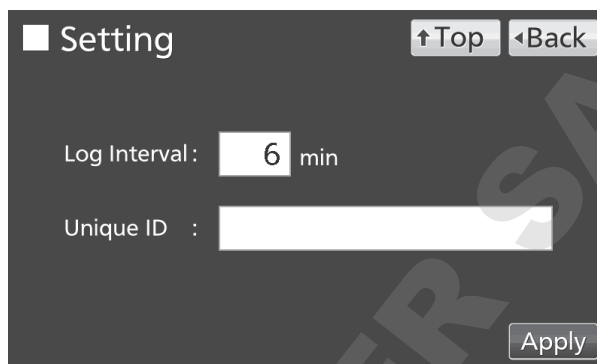 ■ Setting
↑Top ◂Back
Log Interval: 6 min
Unique ID :
Apply